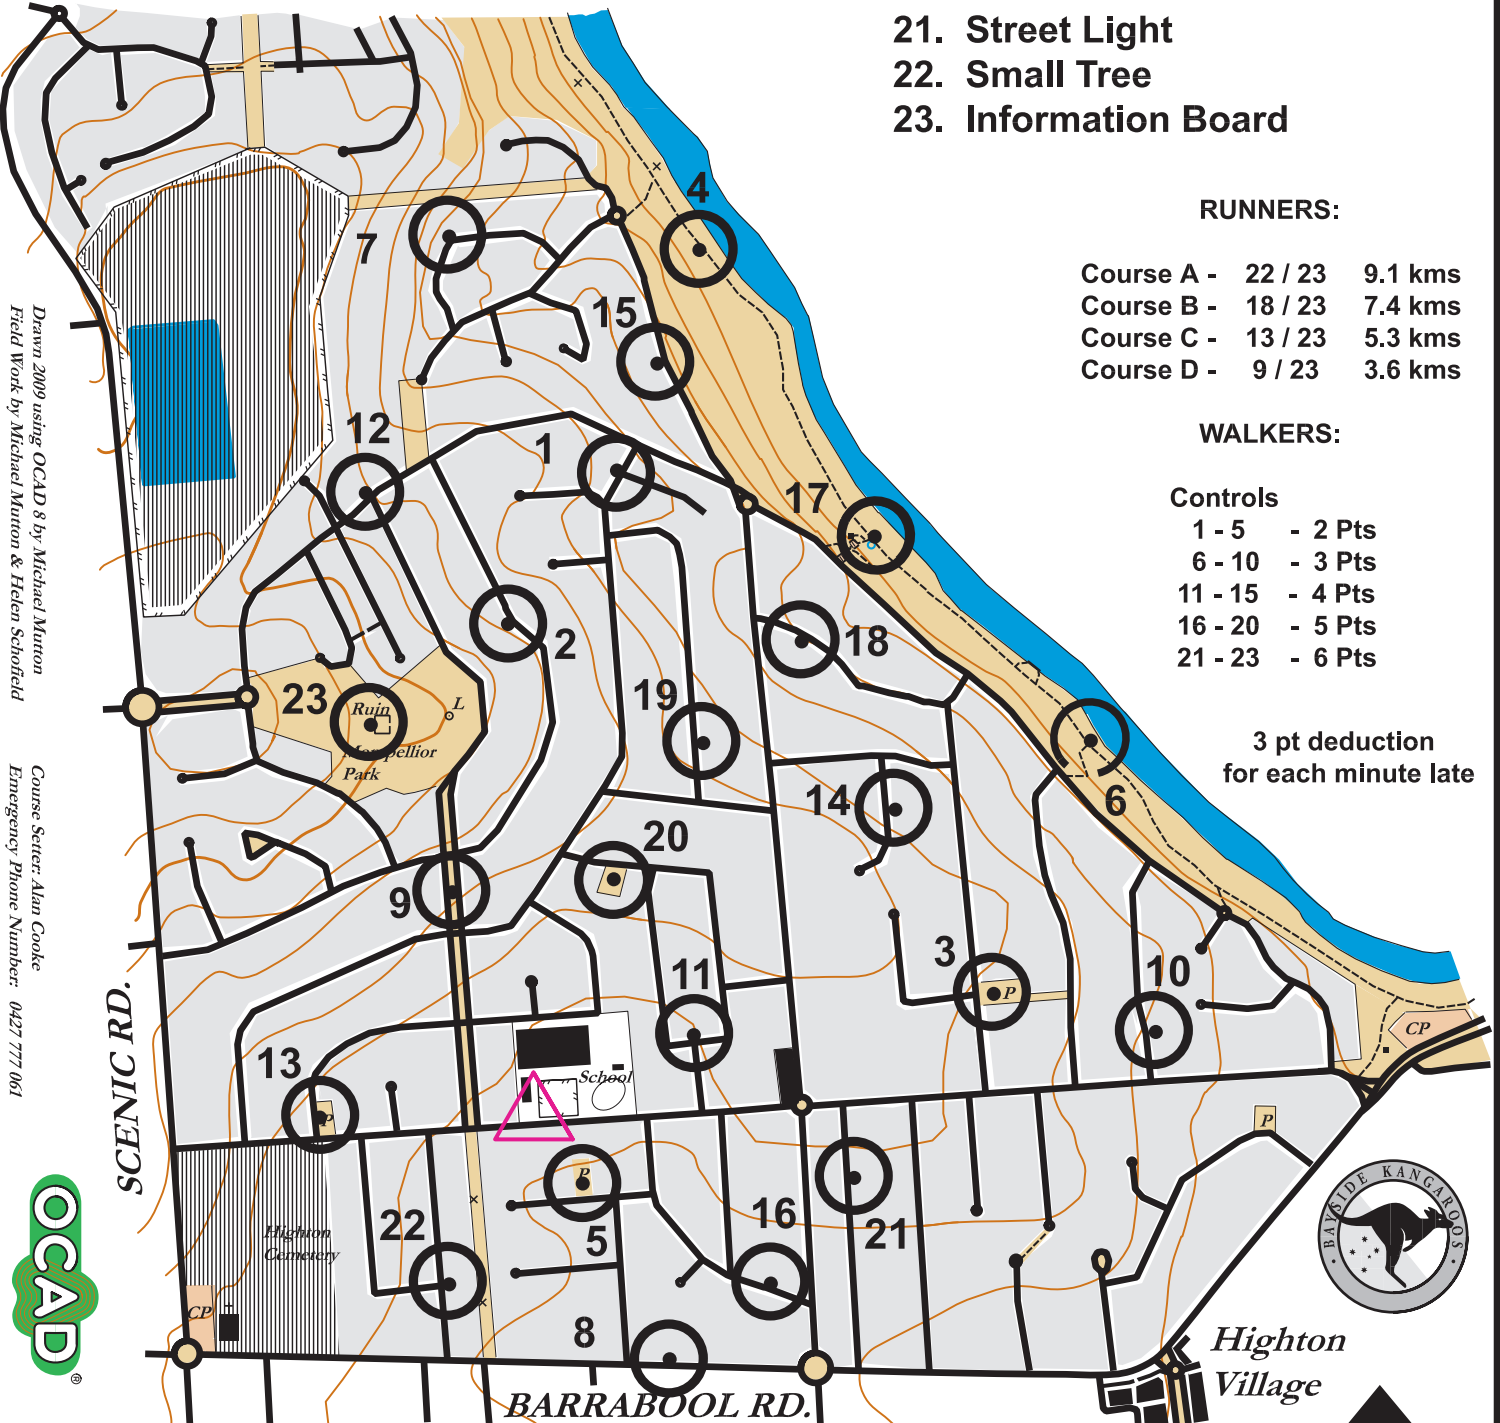 21. Street Light
22. Small Tree
23. Information Board
RUNNERS:
Course A - 22 / 23 9.1 kms
Course B - 18 / 23 7.4 kms
Course C - 13 / 23 5.3 kms
Course D - 9 / 23 3.6 kms
WALKERS:
Controls
1 - 5 - 2 Pts
6 - 10 - 3 Pts
11 - 15 - 4 Pts
16 - 20 - 5 Pts
21 - 23 - 6 Pts
3 pt deduction
for each minute late
4
7
15
12
1
17
2
18
23
Ruin
L
Montpellior
Park
19
14
6
20
9
3
P
10
11
CP
13
P
School
P
P
5
16
21
22
8
Highton
Cemetery
CP
SCENIC RD.
BARRABOOL RD.
Highton
Village
Drawn 2009 using OCAD 8 by Michael Mutton
Field Work by Michael Mutton & Helen Schofield
Course Setter: Alan Cooke
Emergency Phone Number: 0427 777 061
OCAD
®
• BAYSIDE KANGAROOS •